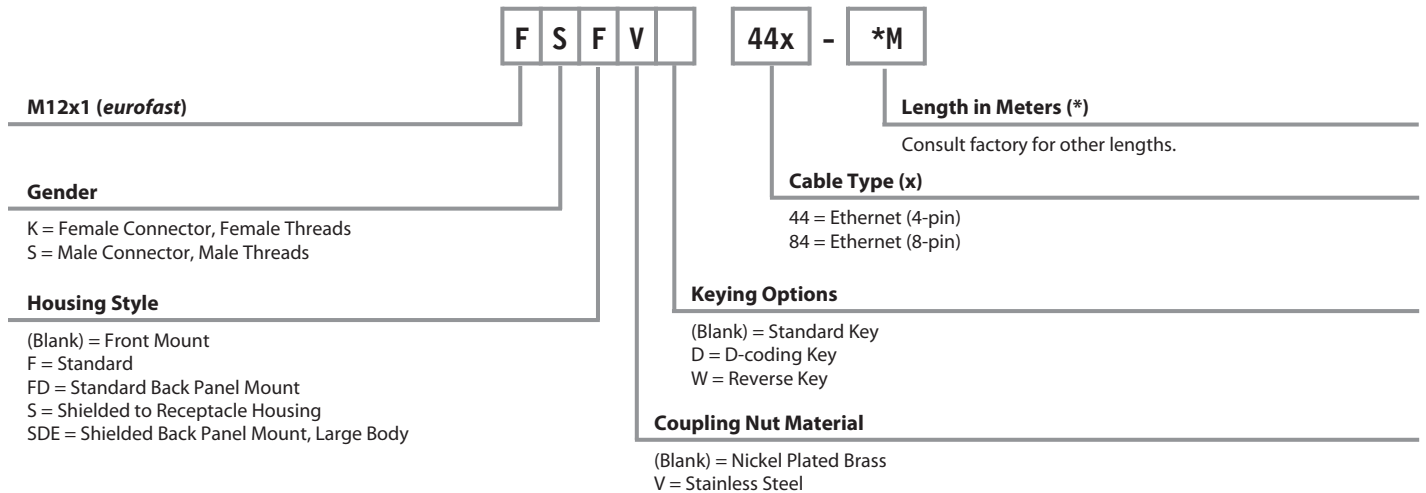 F S F V 44x - *M
M12x1 (eurofast)
Length in Meters (*)
Consult factory for other lengths.
Gender
K = Female Connector, Female Threads
S = Male Connector, Male Threads
Cable Type (x)
44 = Ethernet (4-pin)
84 = Ethernet (8-pin)
Housing Style
(Blank) = Front Mount
F = Standard
FD = Standard Back Panel Mount
S = Shielded to Receptacle Housing
SDE = Shielded Back Panel Mount, Large Body
Keying Options
(Blank) = Standard Key
D = D-coding Key
W = Reverse Key
Coupling Nut Material
(Blank) = Nickel Plated Brass
V = Stainless Steel